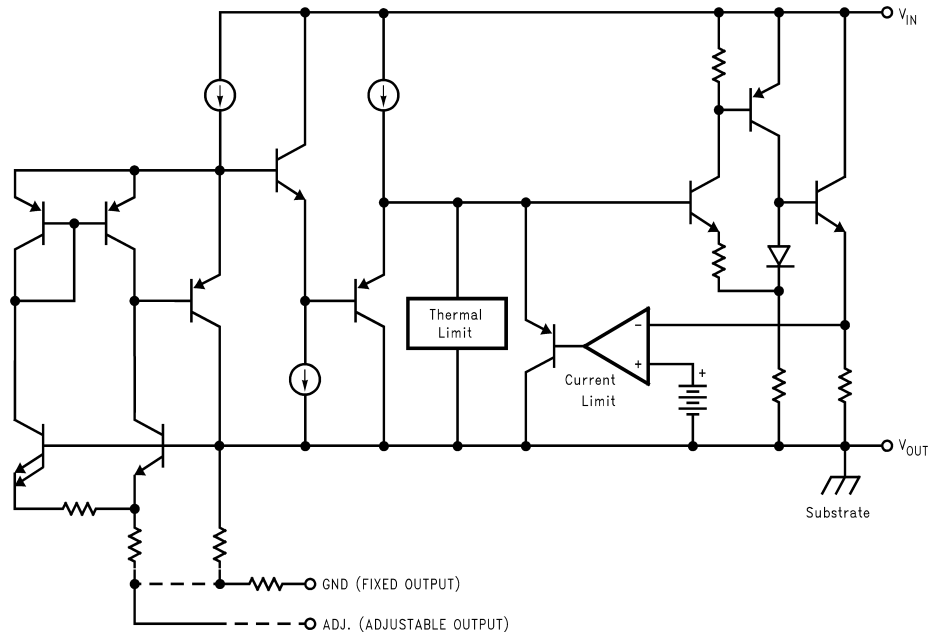 V_IN
Thermal
Limit
−
+
+
Current
Limit
V_OUT
Substrate
GND (FIXED OUTPUT)
ADJ. (ADJUSTABLE OUTPUT)